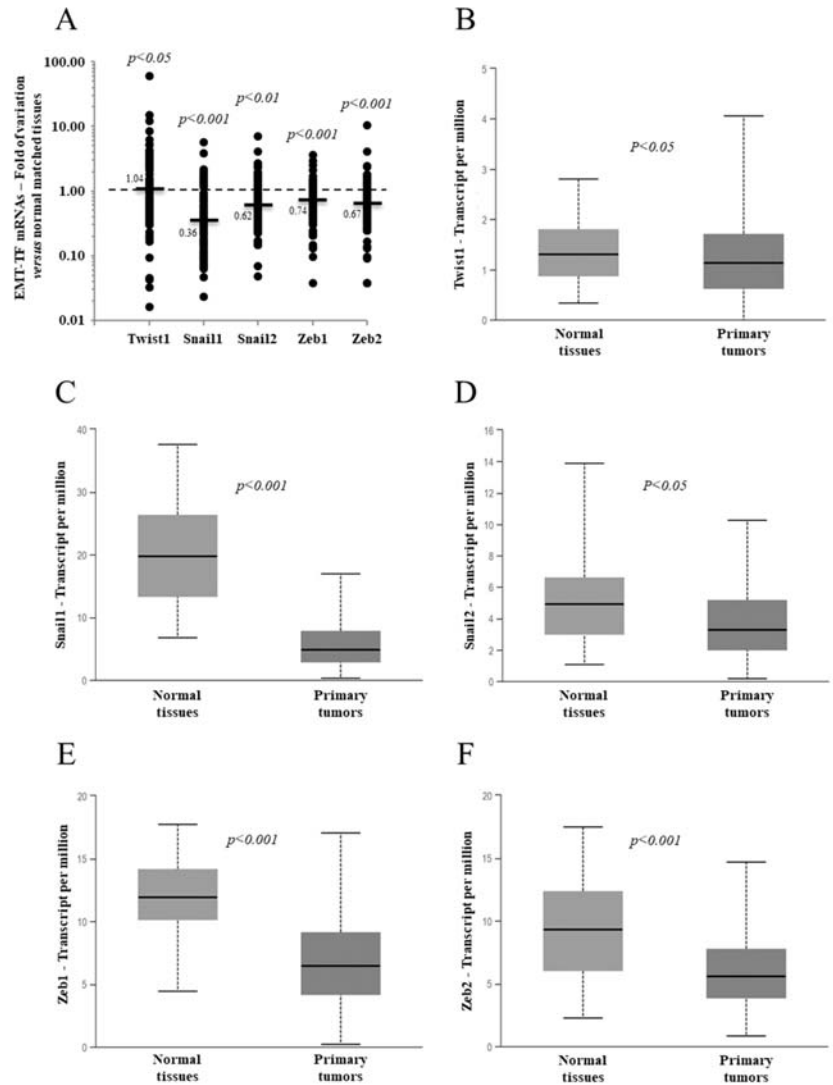 A
EMT-TF mRNAs – Fold of variation
versus normal matched tissues
100.00
10.00
1.00
0.10
0.01
p<0.05
p<0.001
p<0.01
p<0.001
p<0.001
1.04
0.36
0.62
0.74
0.67
Twist1 Snail1 Snail2 Zeb1 Zeb2
B
Twist1 - Transcript per million
5
4
3
2
1
0
P<0.05
Normal
tissues
Primary
tumors
C
Snail1 - Transcript per million
40
30
20
10
0
p<0.001
Normal
tissues
Primary
tumors
D
Snail2 - Transcript per million
16
14
12
10
8
6
4
2
0
P<0.05
Normal
tissues
Primary
tumors
E
Zeb1 - Transcript per million
20
15
10
5
0
p<0.001
Normal
tissues
Primary
tumors
F
Zeb2 - Transcript per million
20
15
10
5
0
p<0.001
Normal
tissues
Primary
tumors